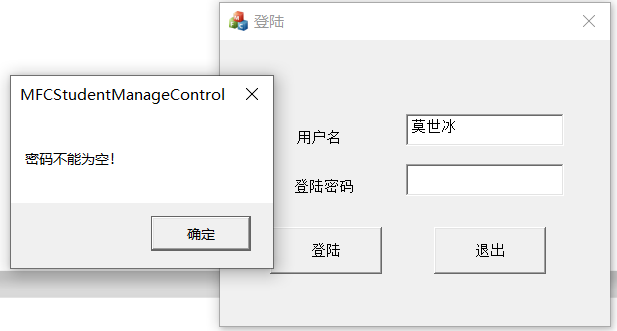 登陆
MFCStudentManageControl
密码不能为空！
确定
用户名
莫世冰
登陆密码
登陆
退出